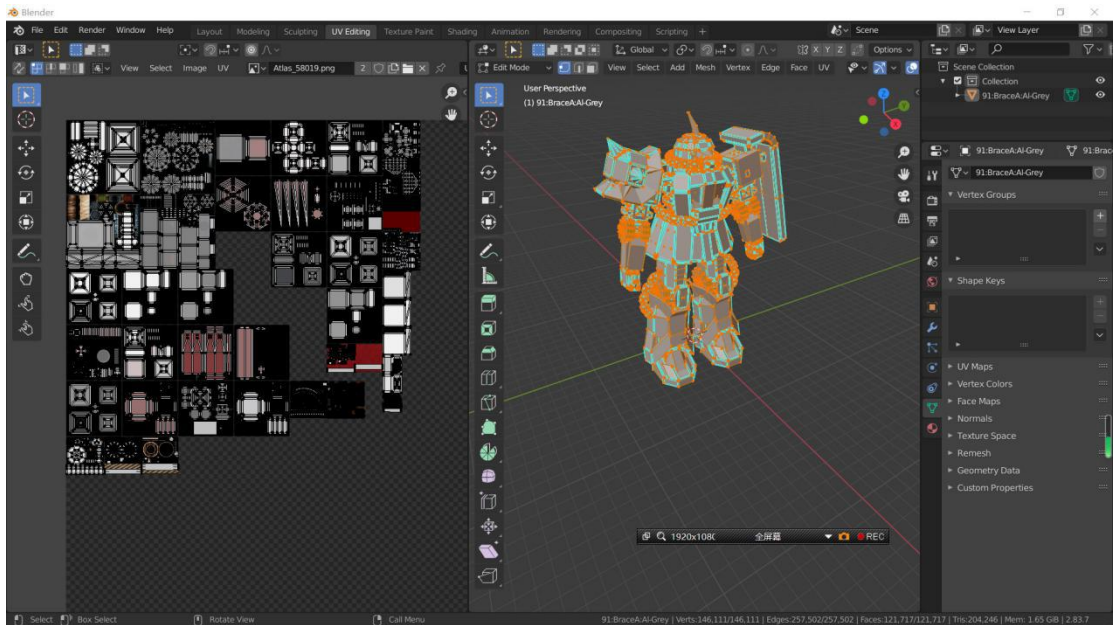 Blender
File Edit Render Window Help Layout Modeling Sculpting UV Editing Texture Paint Shading Animation Rendering Compositing Scripting + Scene View Layer
Global X Y Z Options
View Select Image UV Atlas_58019.png 2 Edit Mode View Select Add Mesh Vertex Edge Face UV
User Perspective
(1) 91:BraceA:Al-Grey
Scene Collection
Collection
91:BraceA:Al-Grey
91:BraceA:Al-Grey 91:Brac
91:BraceA:Al-Grey
Vertex Groups
Shape Keys
UV Maps
Vertex Colors
Face Maps
Normals
Texture Space
Remesh
Geometry Data
Custom Properties
1920x108( 全屏幕 REC
Select Box Select Rotate View Call Menu 91:BraceA:Al-Grey | Verts:146,111/146,111 | Edges:257,502/257,502 | Faces:121,717/121,717 | Tris:204,246 | Mem: 1.65 GiB | 2.83.7